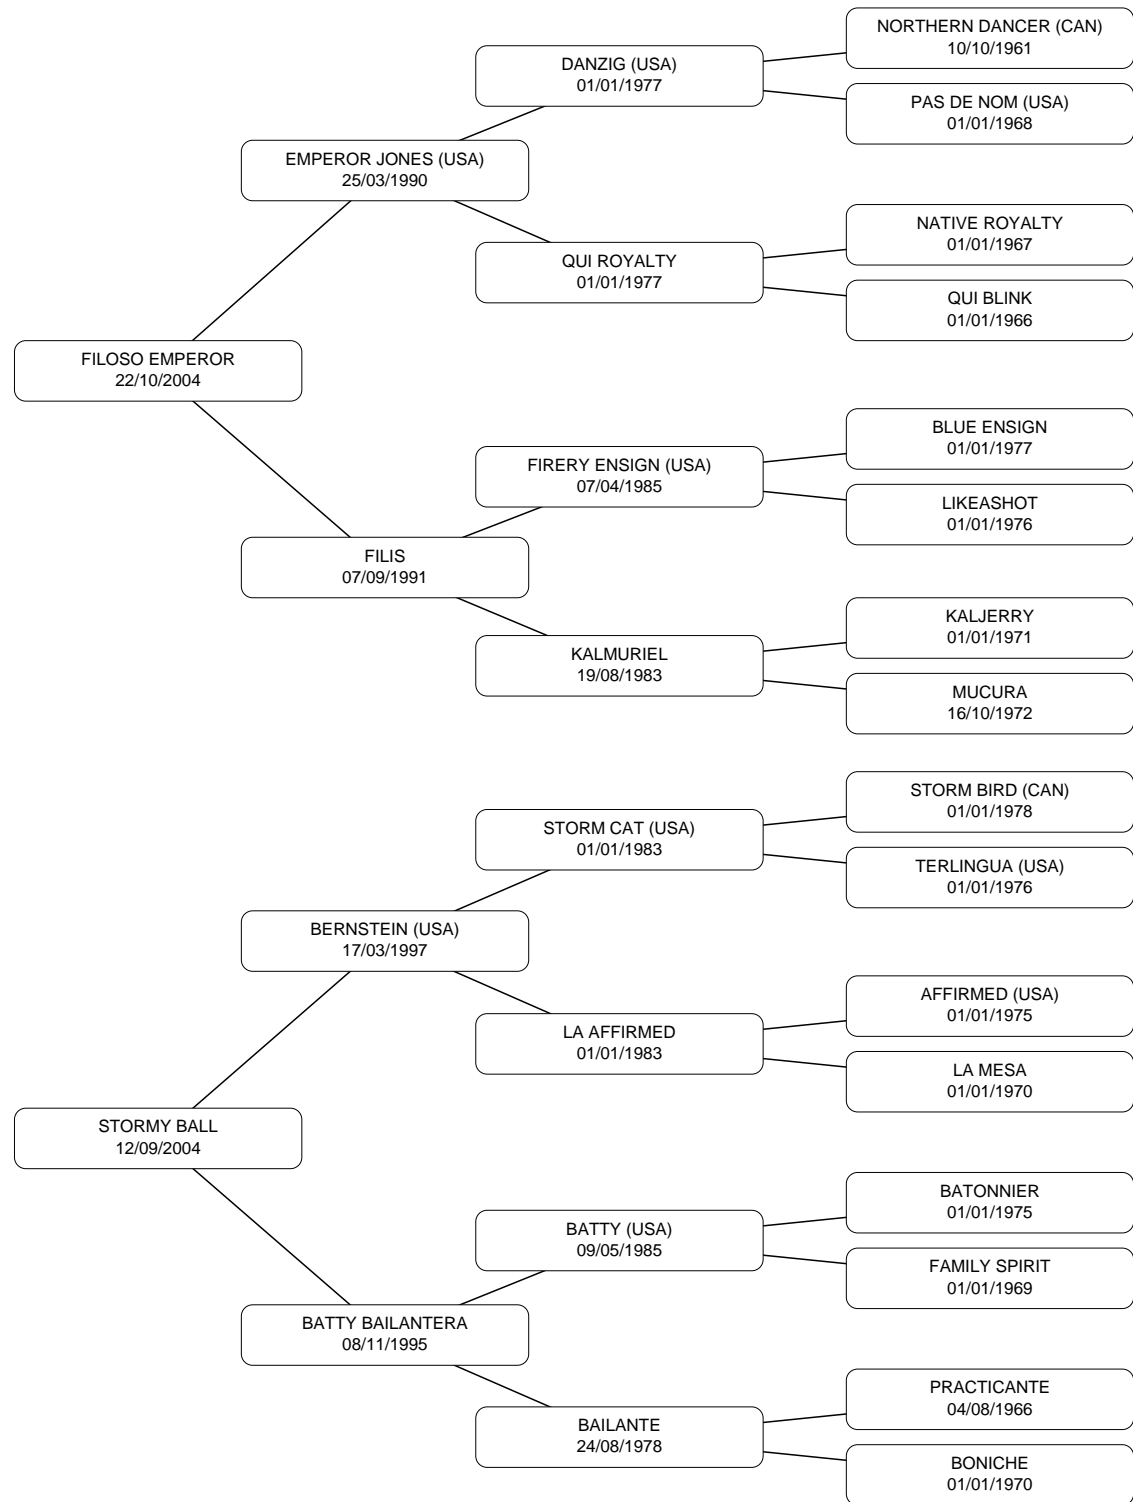 NORTHERN DANCER (CAN)
10/10/1961
DANZIG (USA)
01/01/1977
PAS DE NOM (USA)
01/01/1968
EMPEROR JONES (USA)
25/03/1990
NATIVE ROYALTY
01/01/1967
QUI ROYALTY
01/01/1977
QUI BLINK
01/01/1966
FILOSO EMPEROR
22/10/2004
BLUE ENSIGN
01/01/1977
FIRERY ENSIGN (USA)
07/04/1985
LIKEASHOT
01/01/1976
FILIS
07/09/1991
KALJERRY
01/01/1971
KALMURIEL
19/08/1983
MUCURA
16/10/1972
STORM BIRD (CAN)
01/01/1978
STORM CAT (USA)
01/01/1983
TERLINGUA (USA)
01/01/1976
BERNSTEIN (USA)
17/03/1997
AFFIRMED (USA)
01/01/1975
LA AFFIRMED
01/01/1983
LA MESA
01/01/1970
STORMY BALL
12/09/2004
BATONNIER
01/01/1975
BATTY (USA)
09/05/1985
FAMILY SPIRIT
01/01/1969
BATTY BAILANTERA
08/11/1995
PRACTICANTE
04/08/1966
BAILANTE
24/08/1978
BONICHE
01/01/1970